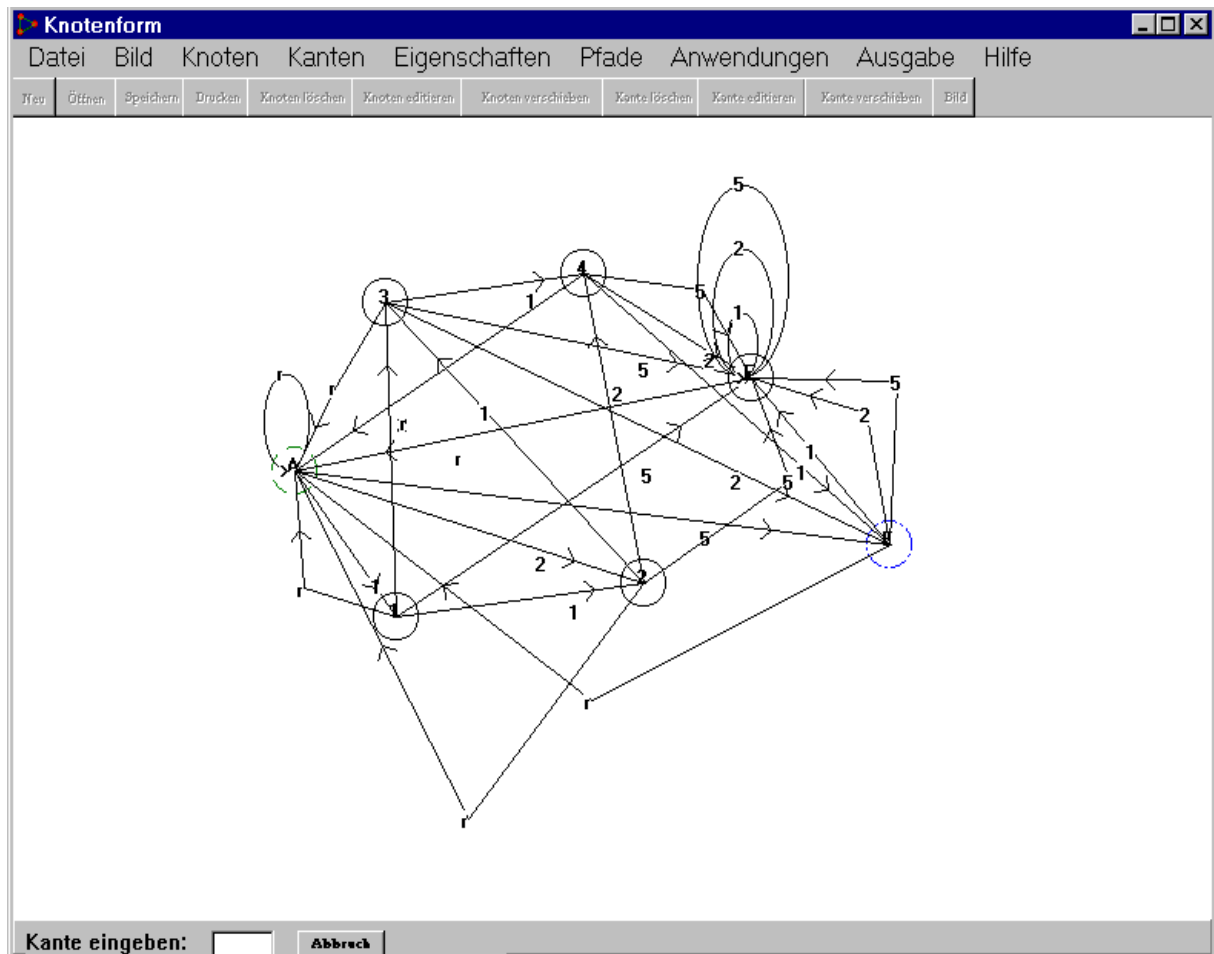 Knotenform
Datei Bild Knoten Kanten Eigenschaften Pfade Anwendungen Ausgabe Hilfe
Neu Öffnen Speichern Drucken Knoten löschen Knoten editieren Knoten verschieben Kante löschen Kante editieren Kante verschieben Bild
5
2
4
3
5
1
1
2
5
r
r
5
2
2
1
r
1
r
5
2
5
1
A
5
2
2
1
r
1
1
r
r
Kante eingeben: Abbruch